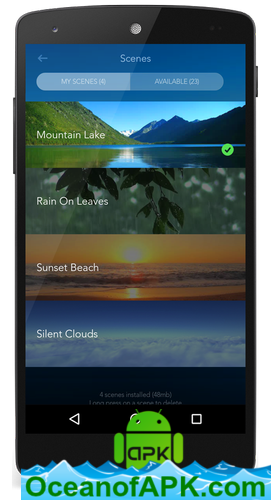 Scenes
MY SCENES (4) AVAILABLE (23)
Mountain Lake
Rain On Leaves
Sunset Beach
Silent Clouds
4 scenes installed (48mb)
Long press on a scene to delete
APK
OceanofAPK.com